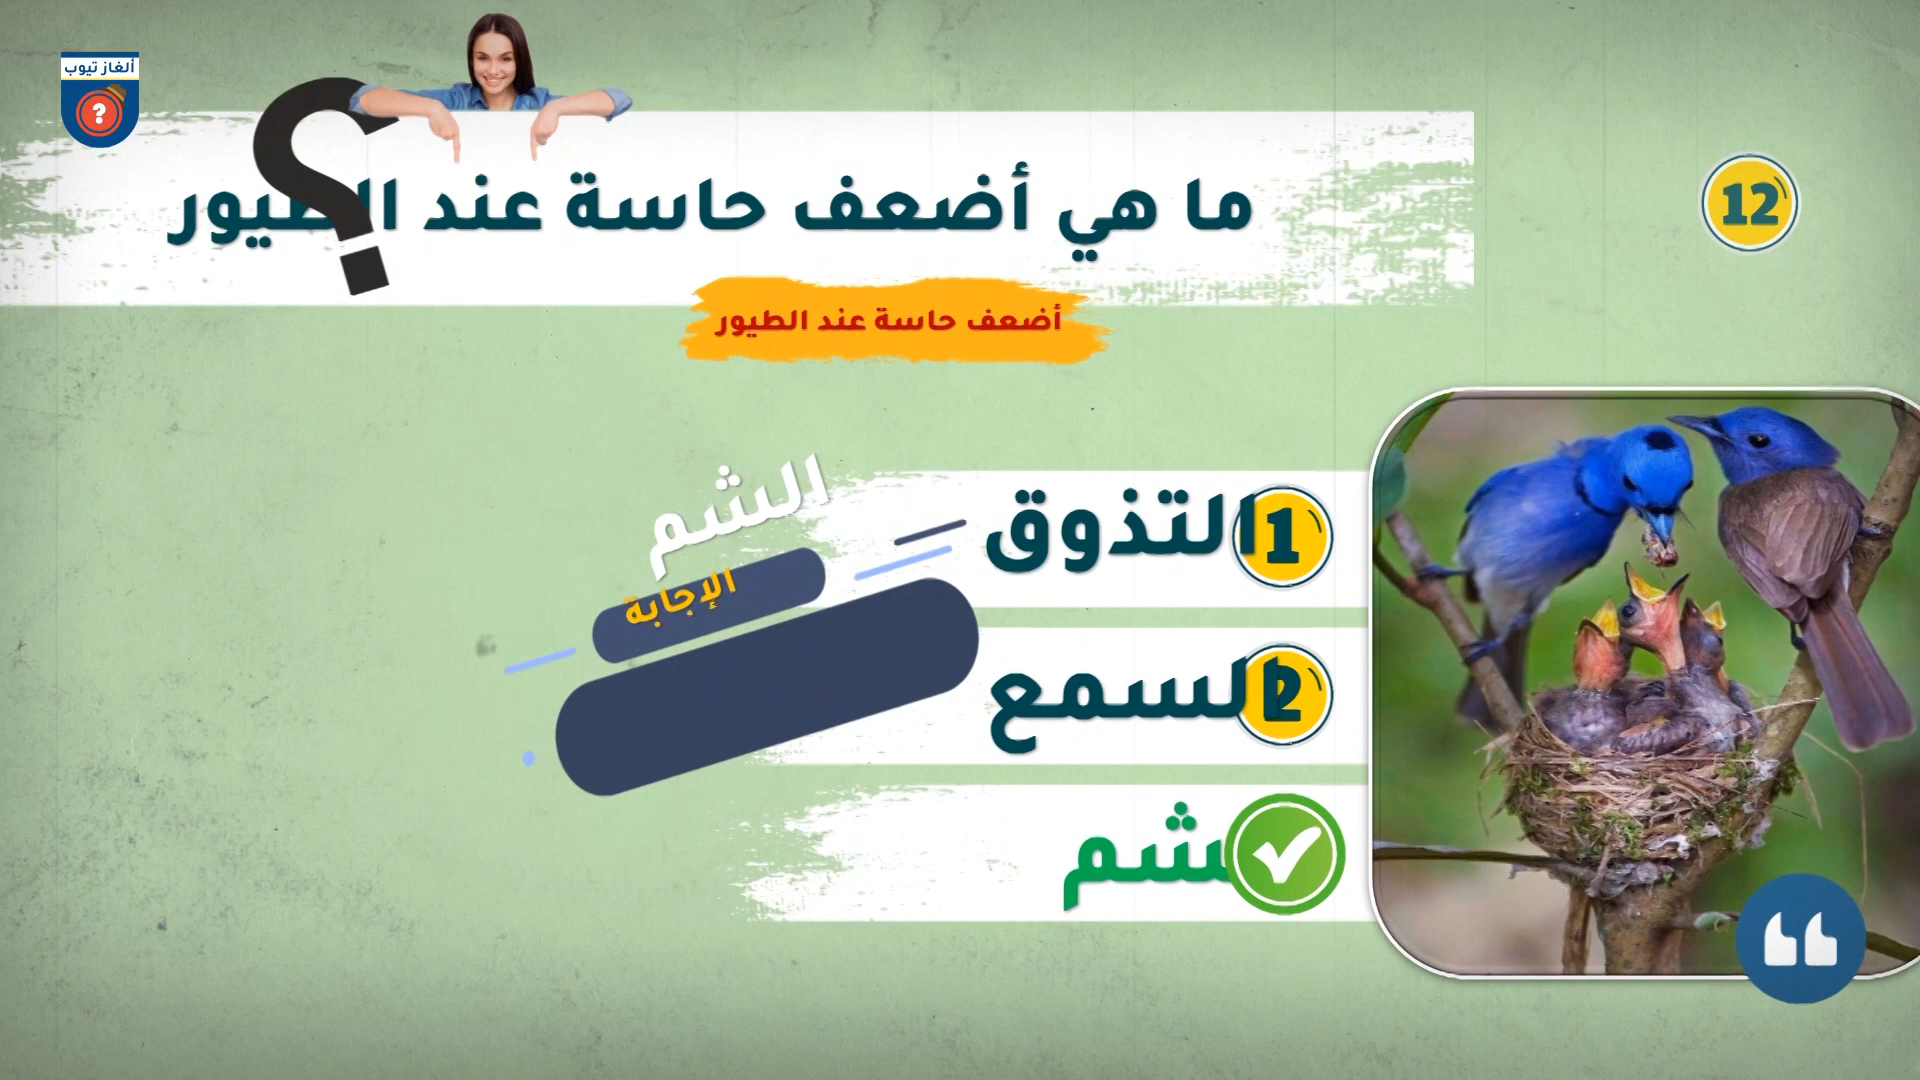 ألغاز تيوب
?
ما هي أضعف حاسة عند الطيور
؟
12
أضعف حاسة عند الطيور
1 التذوق
2 السمع
الشم
الشم
الإجابة